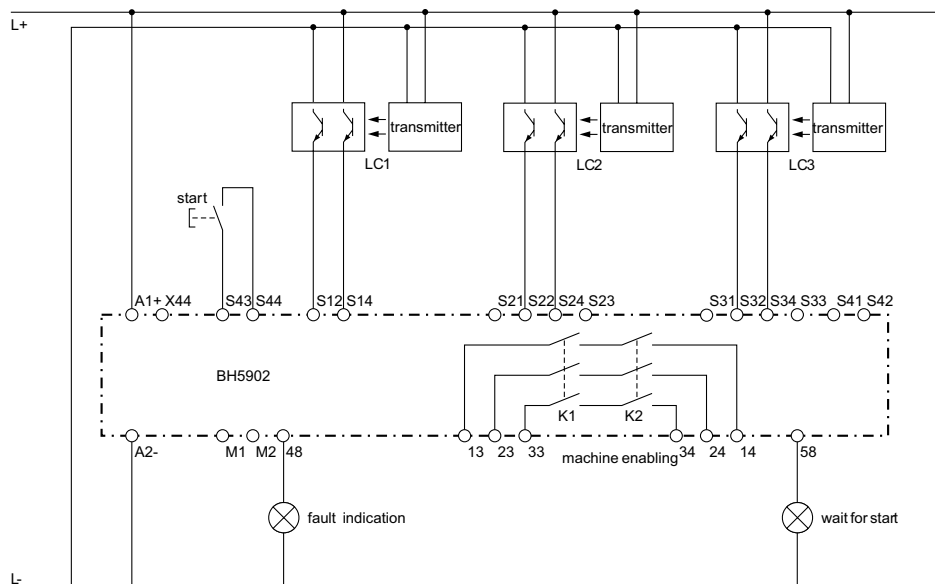 L+
transmitter
transmitter
transmitter
LC1
LC2
LC3
start
A1+ X44 S43 S44 S12 S14 S21 S22 S24 S23 S31 S32 S34 S33 S41 S42
BH5902
K1 K2
A2- M1 M2 48 13 23 33 machine enabling 34 24 14 58
fault indication
wait for start
L-